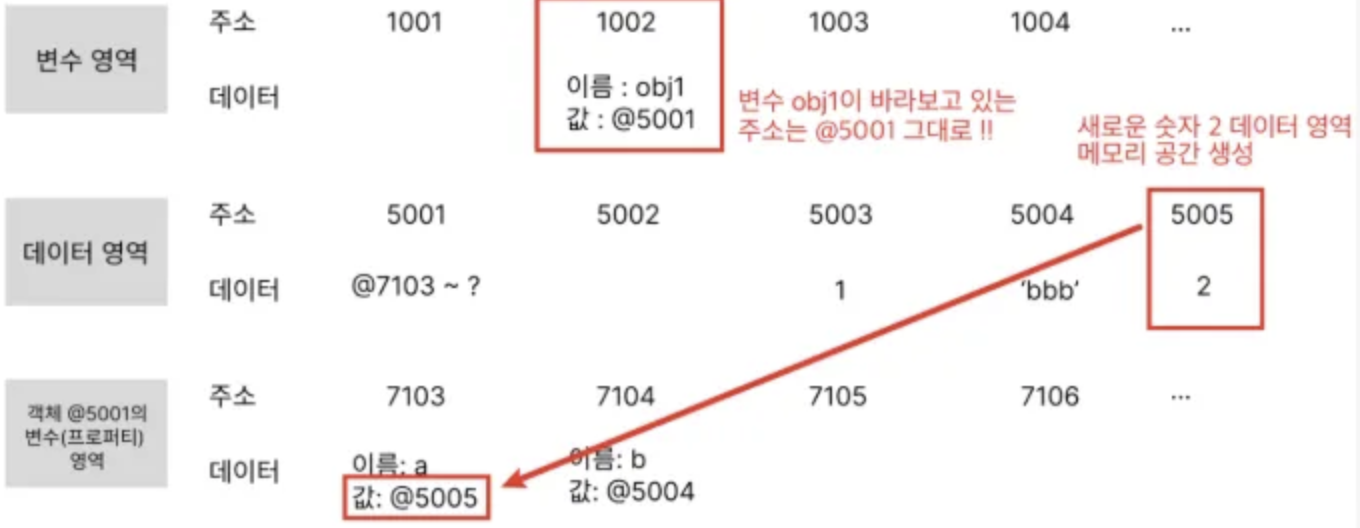 변수 영역
주소 1001 1002 1003 1004 ...
데이터
이름 : obj1
값 : @5001
변수 obj1이 바라보고 있는
주소는 @5001 그대로 !!
새로운 숫자 2 데이터 영역
메모리 공간 생성
데이터 영역
주소 5001 5002 5003 5004 5005
데이터 @7103 ~ ? 1 ‘bbb’ 2
객체 @5001의
변수(프로퍼티)
영역
주소 7103 7104 7105 7106 ...
데이터
이름: a 이름: b
값: @5005 값: @5004